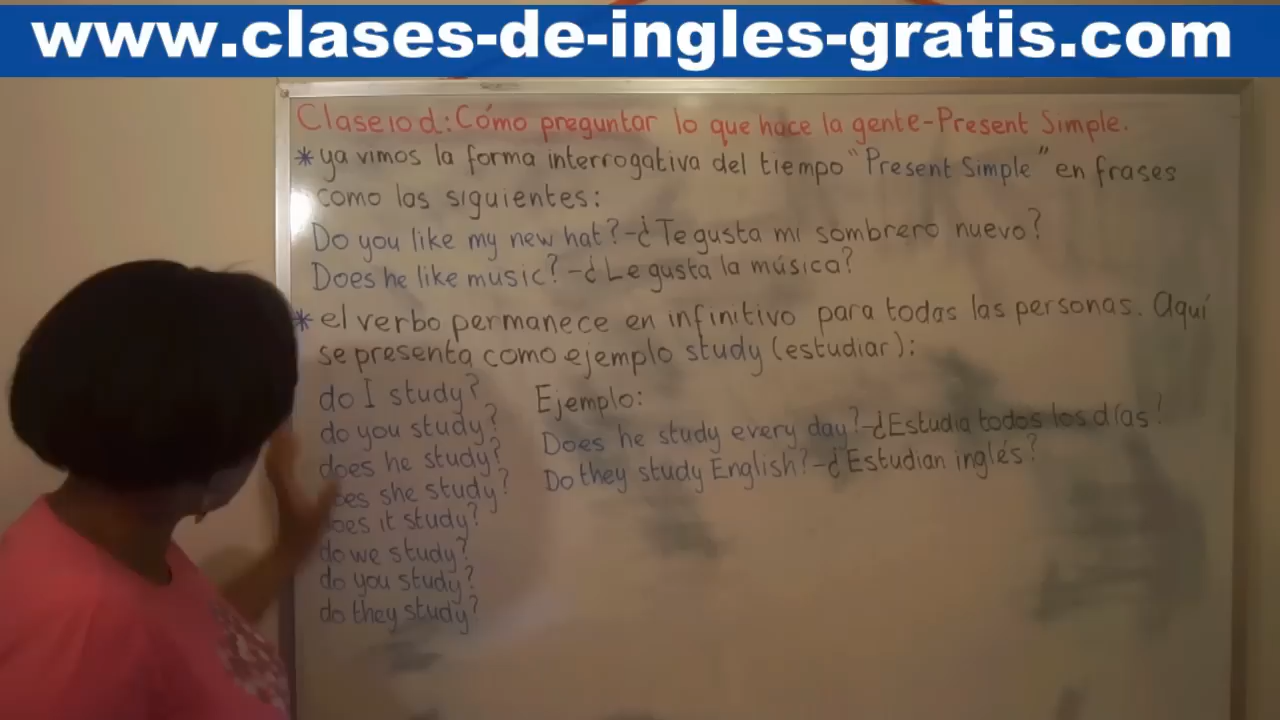 www.clases-de-ingles-gratis.com
Clase 10 d: Cómo preguntar lo que hace la gente-Present Simple.
* ya vimos la forma interrogativa del tiempo "Present Simple" en frases
como las siguientes:
Do you like my new hat?-¿Te gusta mi sombrero nuevo?
Does he like music?-¿Le gusta la música?
* el verbo permanece en infinitivo para todas las personas. Aquí
se presenta como ejemplo study (estudiar):
do I study? Ejemplo:
do you study? Does he study every day?-¿Estudia todos los días?
does he study? Do they study English?-¿Estudian inglés?
oes she study?
oes it study?
do we study?
do you study?
do they study?